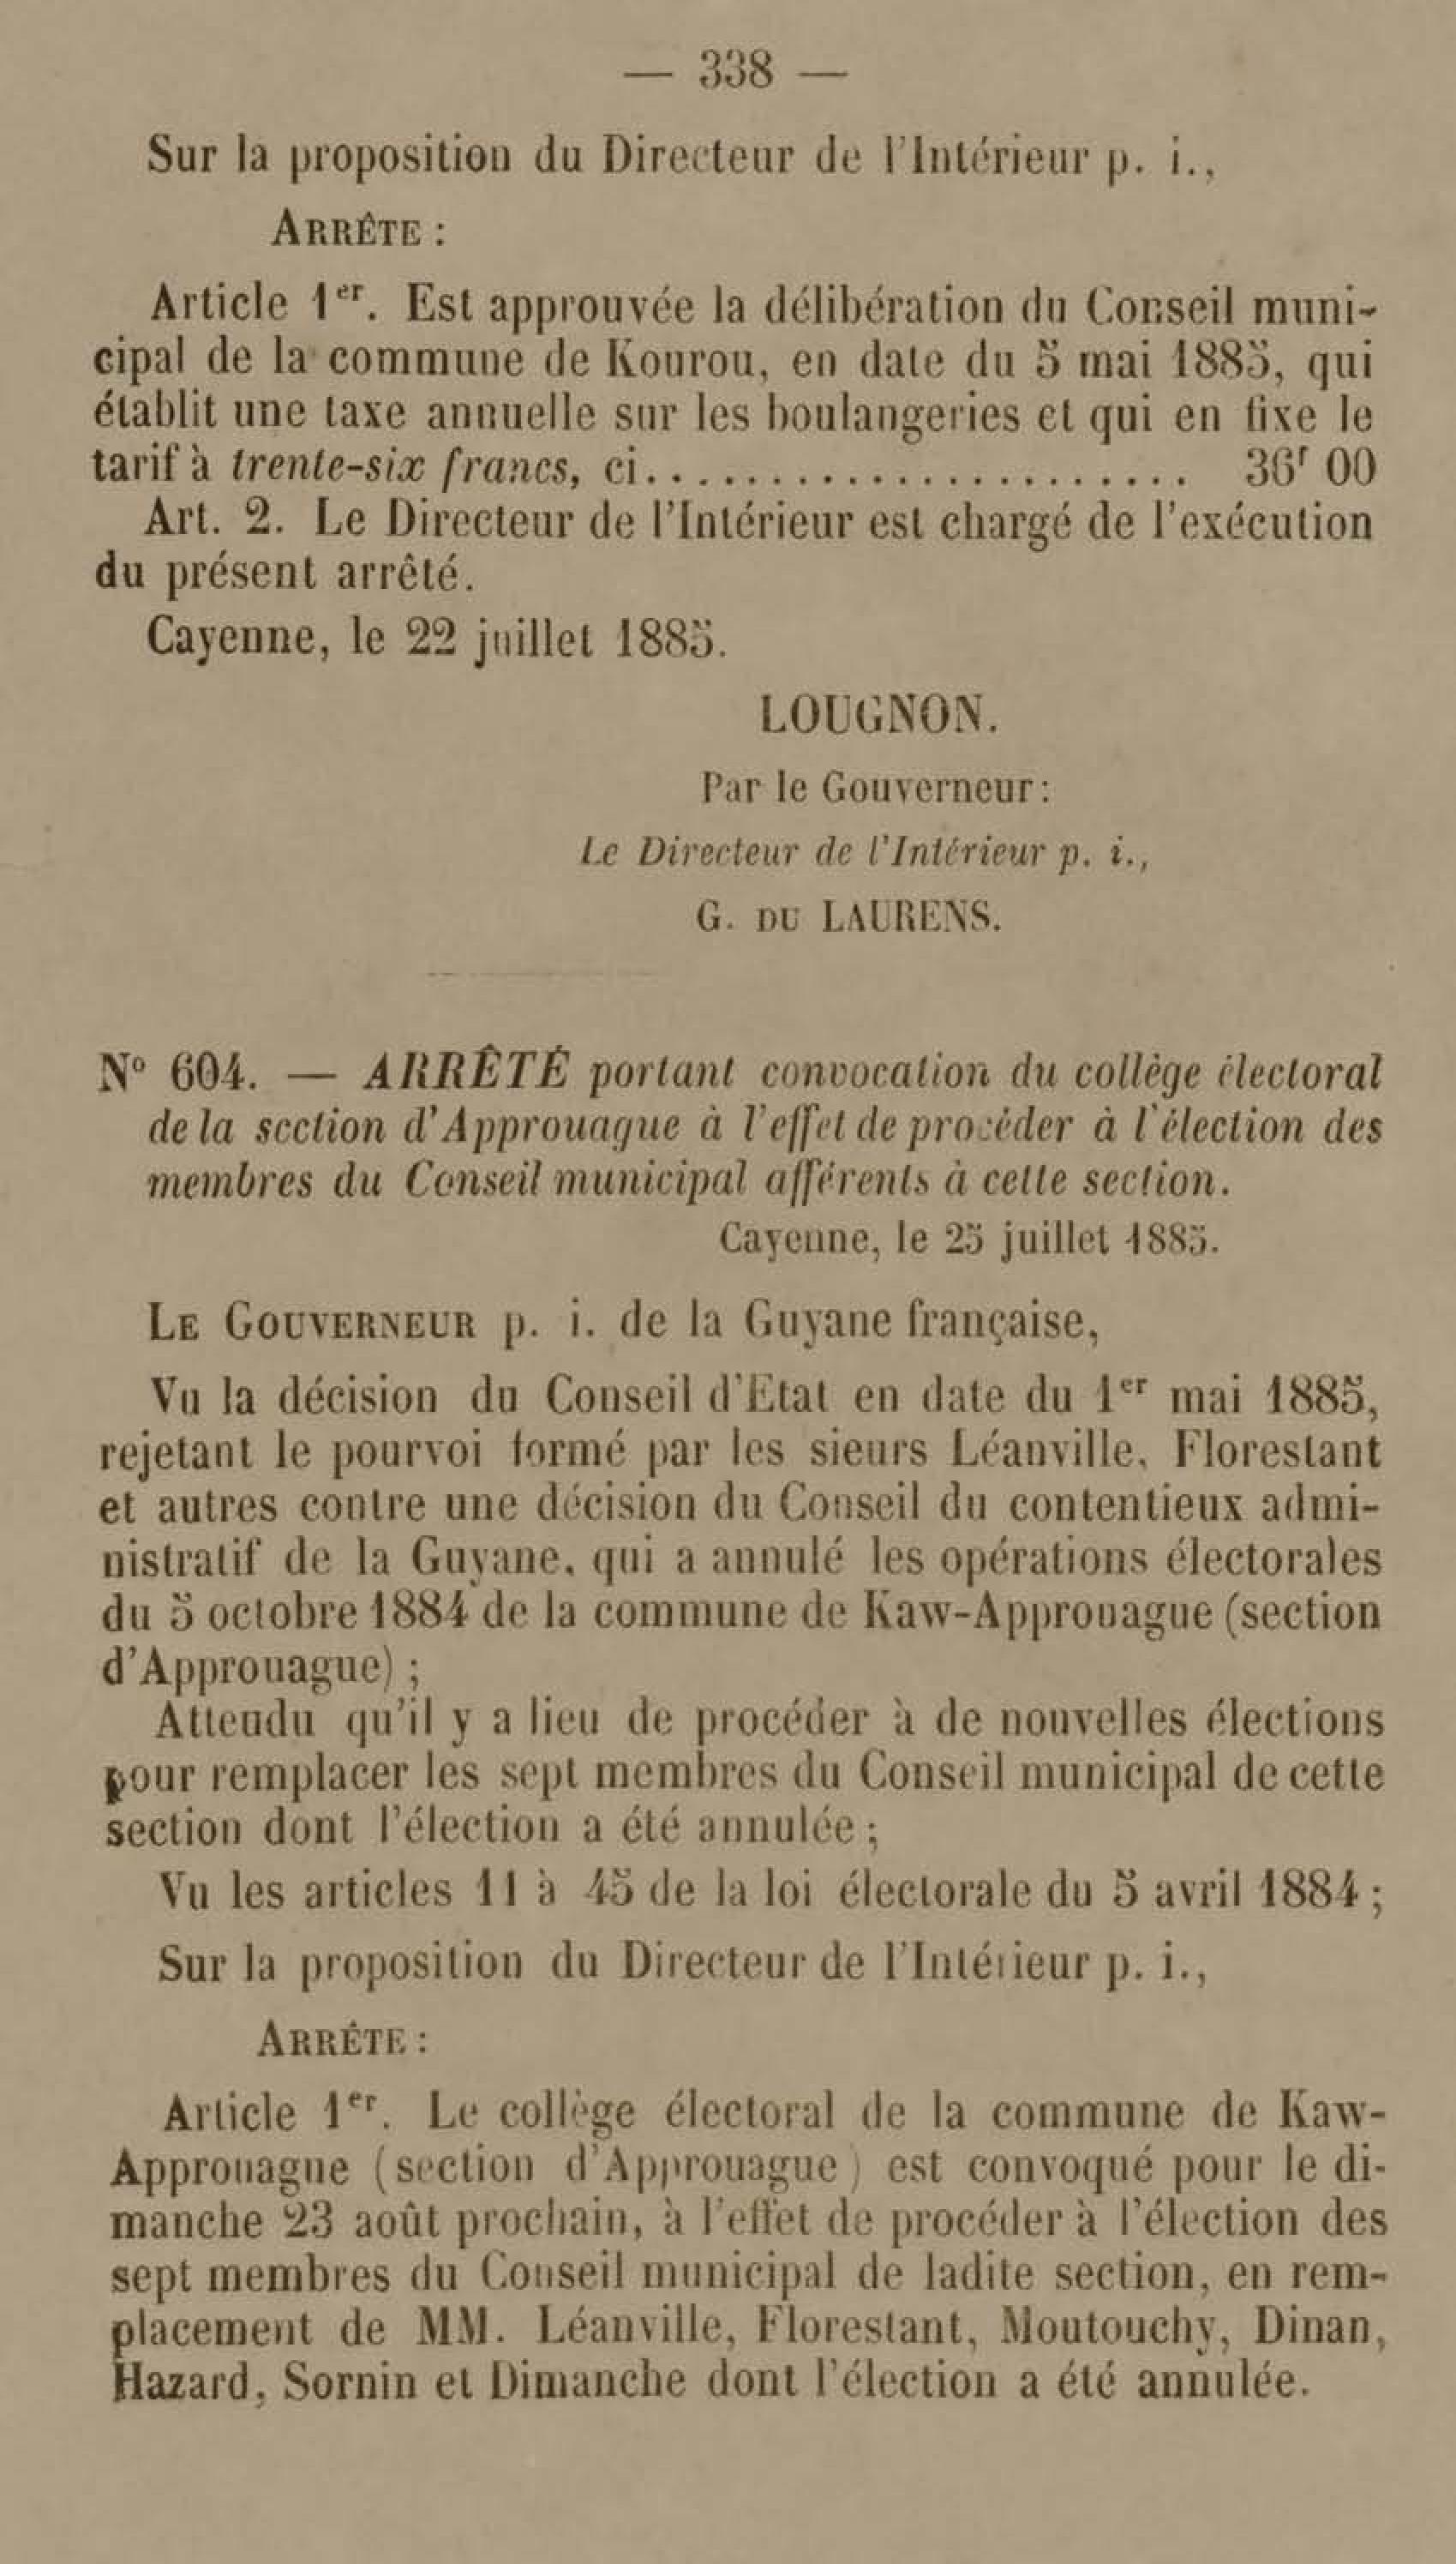 — 338 —
Sur la proposition du Directeur de l'Intérieur p. i.,
ARRÊTE :
Article 1er. Est approuvée la délibération du Conseil muni-
cipal de la commune de Kourou, en date du 5 mai 1885, qui
établit une taxe annuelle sur les boulangeries et qui en fixe le
tarif à trente-six francs, ci...................... 36f 00
Art. 2. Le Directeur de l'Intérieur est chargé de l'exécution
du présent arrêté.
Cayenne, le 22 juillet 1885.
LOUGNON.
Par le Gouverneur :
Le Directeur de l'Intérieur p. i.,
G. DU LAURENS.
N° 604. — ARRÊTÉ portant convocation du collège électoral
de la section d'Approuague à l'effet de procéder à l'élection des
membres du Conseil municipal afférents à cette section.
Cayenne, le 25 juillet 1885.
LE GOUVERNEUR p. i. de la Guyane française,
Vu la décision du Conseil d'Etat en date du 1er mai 1885,
rejetant le pourvoi formé par les sieurs Léanville, Florestant
et autres contre une décision du Conseil du contentieux admi-
nistratif de la Guyane, qui a annulé les opérations électorales
du 5 octobre 1884 de la commune de Kaw-Approuague (section
d'Approuague) ;
Attendu qu'il y a lieu de procéder à de nouvelles élections
pour remplacer les sept membres du Conseil municipal de cette
section dont l'élection a été annulée ;
Vu les articles 11 à 45 de la loi électorale du 5 avril 1884 ;
Sur la proposition du Directeur de l'Intérieur p. i.,
ARRÊTE :
Article 1er. Le collège électoral de la commune de Kaw-
Approuague (section d'Approuague) est convoqué pour le di-
manche 23 août prochain, à l'effet de procéder à l'élection des
sept membres du Conseil municipal de ladite section, en rem-
placement de MM. Léanville, Florestant, Moutouchy, Dinan,
Hazard, Sornin et Dimanche dont l'élection a été annulée.